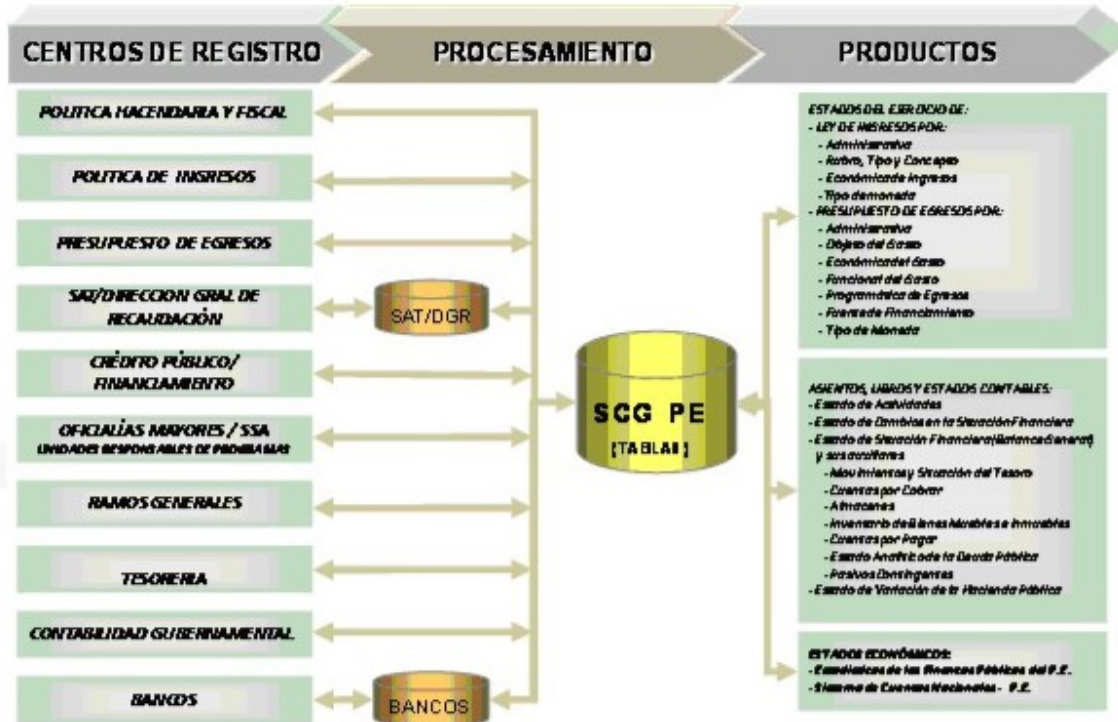 CENTROS DE REGISTRO
PROCESAMIENTO
PRODUCTOS
POLITICA HACENDARIA Y FISCAL
POLITICA DE INGRESOS
PRESUPUESTO DE EGRESOS
SAT/DIRECCION GRAL DE
RECAUDACIÓN
CRÉDITO PÚBLICO/
FINANCIAMIENTO
OFICIALÍAS MAYORES / SSA
UNIDADES RESPONSABLES DE PROGRAMAS
RAMOS GENERALES
TESORERIA
CONTABILIDAD GUBERNAMENTAL
BANCOS
SAT/DGR
BANCOS
SCG PE
(TABLAS)
ESTADOS DEL EJERCICIO DE:
- LEY DE INGRESOS POR:
- Administrativa
- Rubro, Tipo y Concepto
- Económica de Ingresos
- Tipo de moneda
- PRESUPUESTO DE EGRESOS POR:
- Administrativa
- Objeto del Gasto
- Económica del Gasto
- Funcional del Gasto
- Programática de Egresos
- Fuente de Financiamiento
- Tipo de Moneda
ASIENTOS, LIBROS Y ESTADOS CONTABLES:
- Estado de Actividades
- Estado de Cambios en la Situación Financiera
- Estado de Situación Financiera(Balance General)
y sus auxiliares
- Movimientos y Situación del Tesoro
- Cuentas por Cobrar
- Almacenes
- Inventario de Bienes Muebles e Inmuebles
- Cuentas por Pagar
- Estado Analítico de la Deuda Pública
- Pasivos Contingentes
- Estado de Variación de la Hacienda Pública
ESTADOS ECONÓMICOS:
- Estadísticas de las Finanzas Públicas del P.E.
- Sistema de Cuentas Nacionales - P.E.